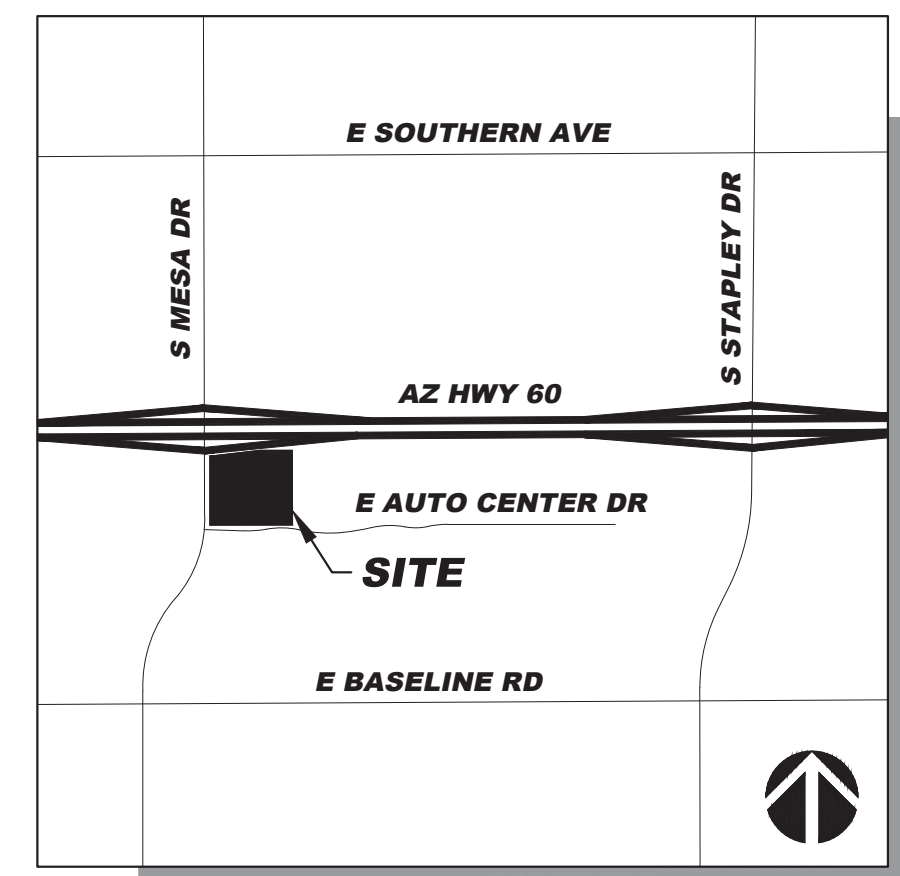 E SOUTHERN AVE
S MESA DR
S STAPLEY DR
AZ HWY 60
E AUTO CENTER DR
SITE
E BASELINE RD